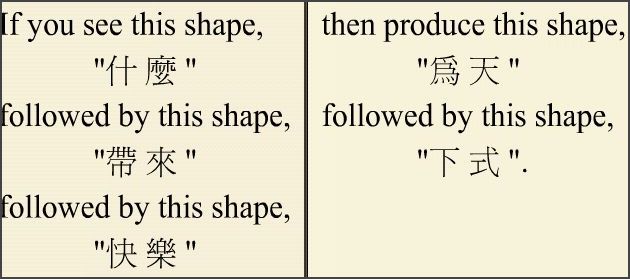 If you see this shape,
"什麼"
followed by this shape,
"帶來"
followed by this shape,
"快樂"
then produce this shape,
"爲天"
followed by this shape,
"下式".